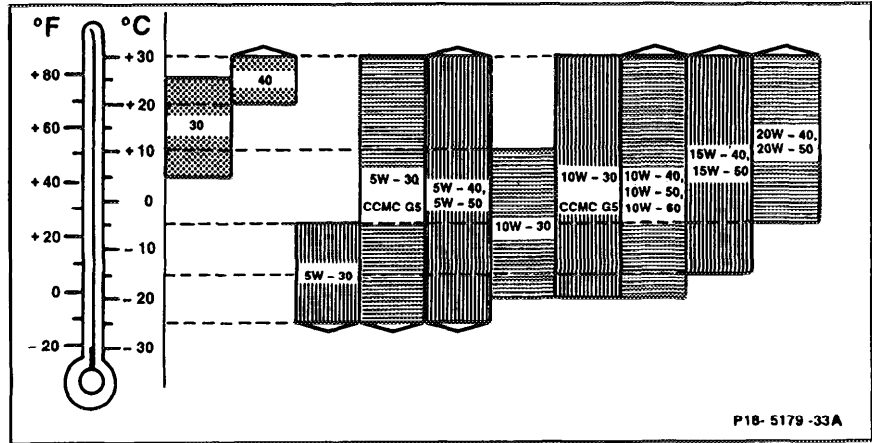 °F °C
+80
+60
+40
+20
0
- 20
+30
+20
+10
0
- 10
- 20
- 30
30
40
5W - 30
5W - 30
CCMC G5
5W - 40,
5W - 50
10W - 30
10W - 30
CCMC G5
10W - 40,
10W - 50,
10W - 60
15W - 40,
15W - 50
20W - 40,
20W - 50
P18- 5179 -33A